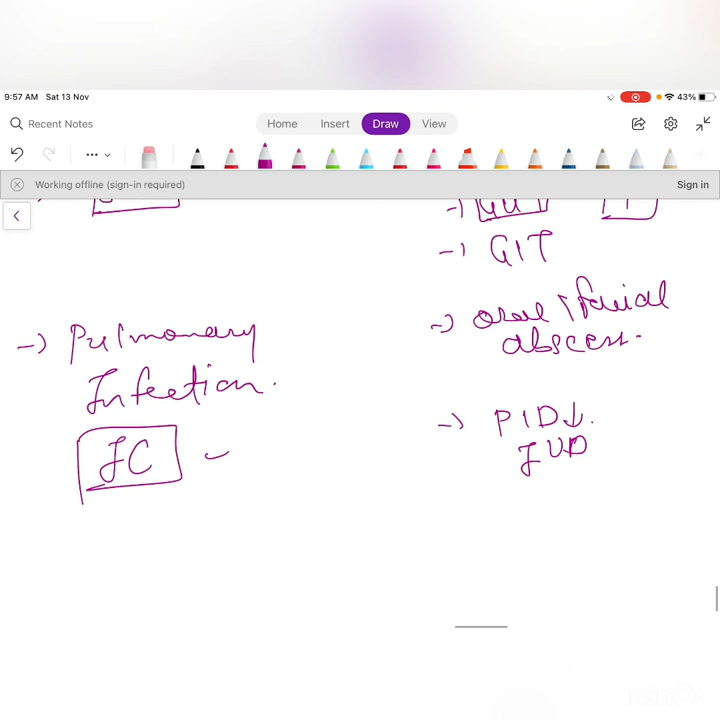 9:57 AM Sat 13 Nov
43%
Recent Notes
Home Insert Draw View
Working offline (sign-in required)
Sign in
-) GIT
-) Pulmonary
Infection.
IC
-) oral facial
abscess.
-) PID↓.
IUD